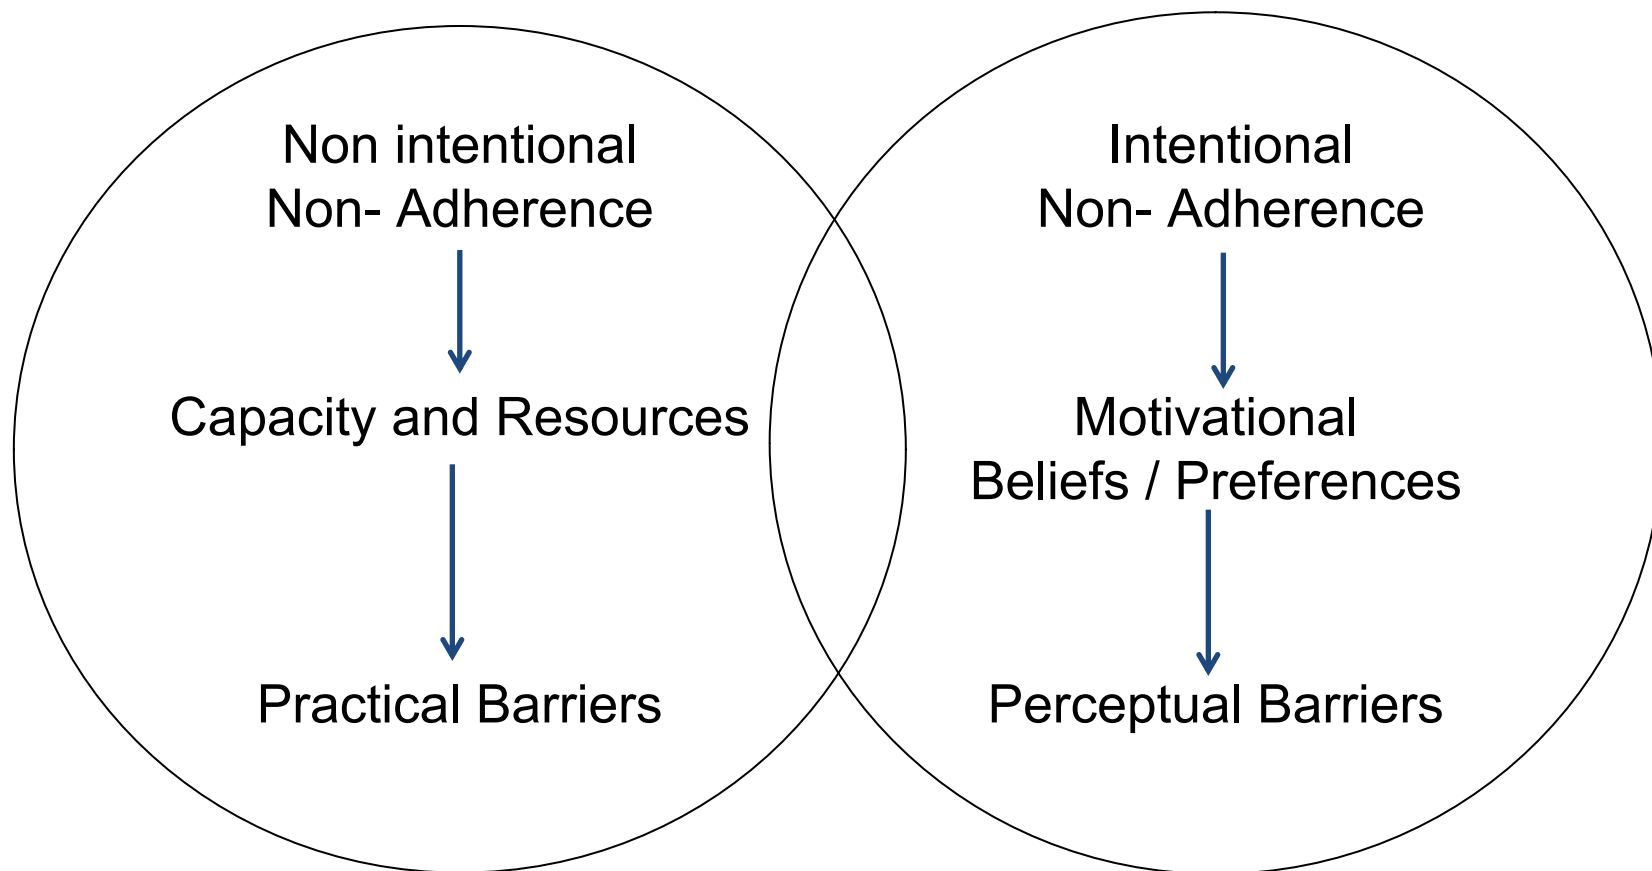 Non intentional
Non- Adherence
Capacity and Resources
Practical Barriers
Intentional
Non- Adherence
Motivational
Beliefs / Preferences
Perceptual Barriers